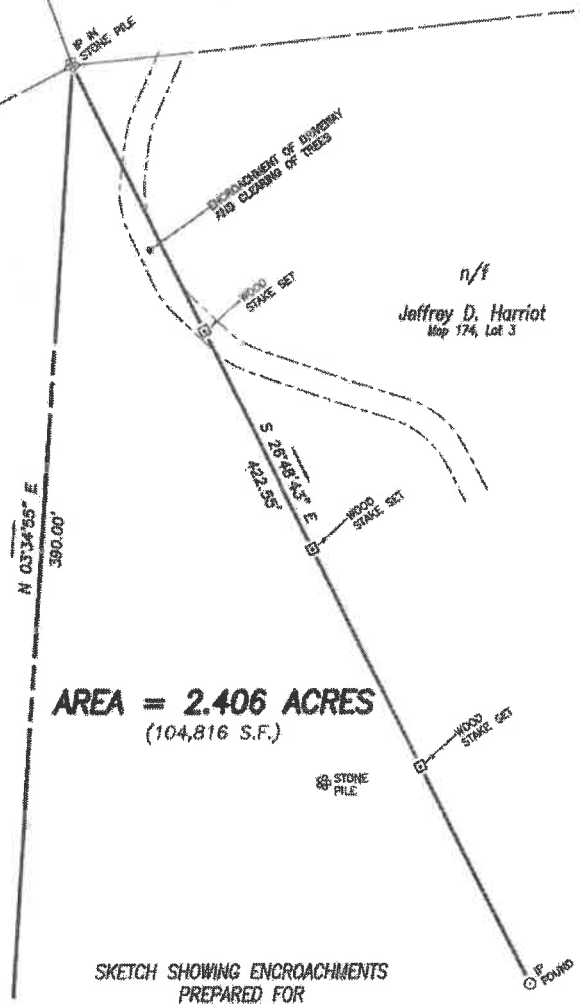 IP IN
STONE PILE
ENCROACHMENT OF DRIVEWAY
AND CLEARING OF TREES
WOOD
STAKE SET
n/f
Jeffrey D. Harriot
Map 174, Lot 3
S 26°48'43" E
422.55'
N 03°34'55" E
390.00'
WOOD
STAKE SET
AREA = 2.406 ACRES
(104,816 S.F.)
WOOD
STAKE SET
STONE
PILE
IP
FOUND
SKETCH SHOWING ENCROACHMENTS
PREPARED FOR